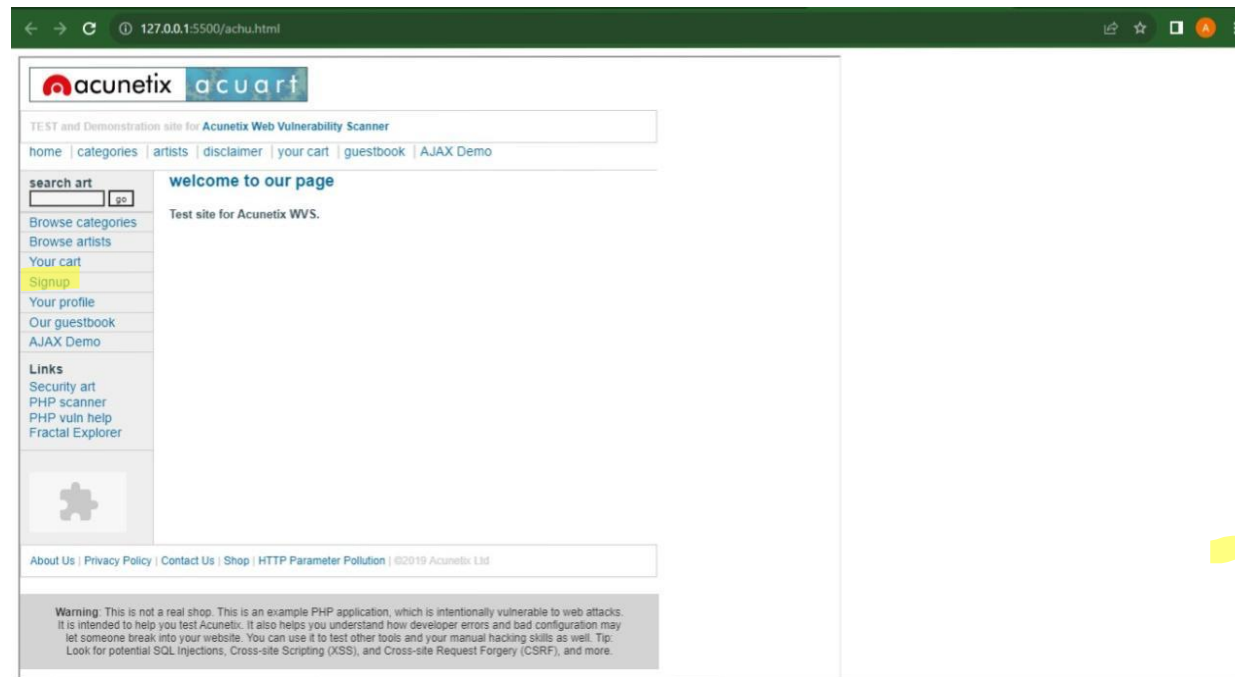 127.0.0.1:5500/achu.html
A
acunetix acuart
TEST and Demonstration site for Acunetix Web Vulnerability Scanner
home | categories | artists | disclaimer | your cart | guestbook | AJAX Demo
search art
go
Browse categories
Browse artists
Your cart
Signup
Your profile
Our guestbook
AJAX Demo
Links
Security art
PHP scanner
PHP vuln help
Fractal Explorer
welcome to our page
Test site for Acunetix WVS.
About Us | Privacy Policy | Contact Us | Shop | HTTP Parameter Pollution | ©2019 Acunetix Ltd
Warning: This is not a real shop. This is an example PHP application, which is intentionally vulnerable to web attacks.
It is intended to help you test Acunetix. It also helps you understand how developer errors and bad configuration may
let someone break into your website. You can use it to test other tools and your manual hacking skills as well. Tip:
Look for potential SQL Injections, Cross-site Scripting (XSS), and Cross-site Request Forgery (CSRF), and more.